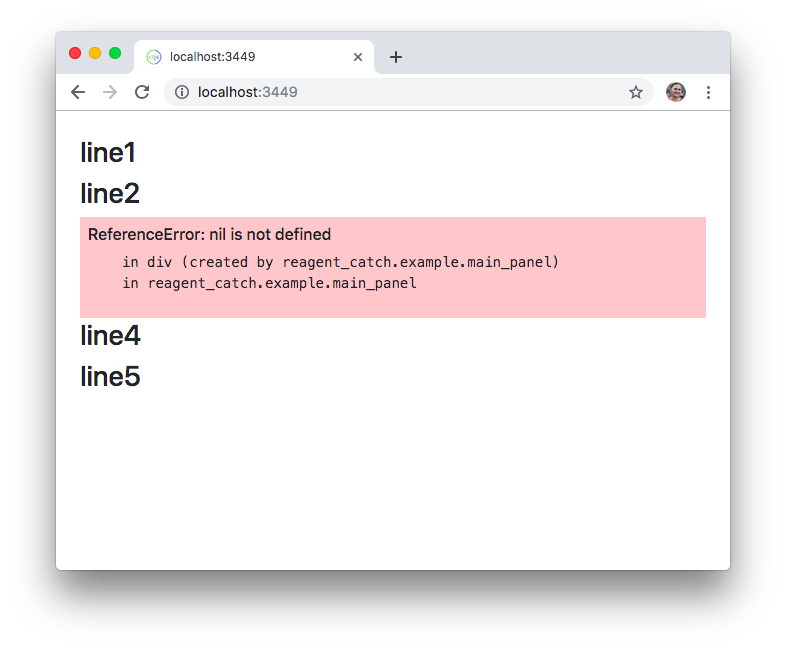 cljs
localhost:3449
localhost:3449
line1
line2
ReferenceError: nil is not defined
in div (created by reagent_catch.example.main_panel)
in reagent_catch.example.main_panel
line4
line5